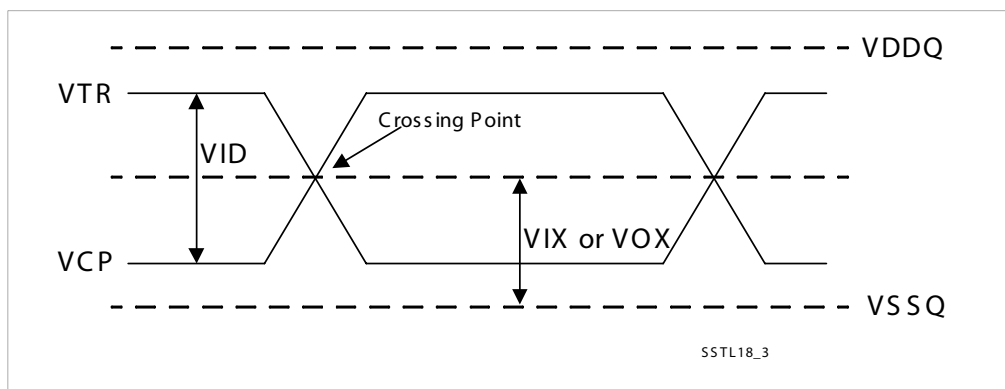 VDDQ
VTR
Crossing Point
VID
VIX or VOX
VCP
VSSQ
SSTL18_3